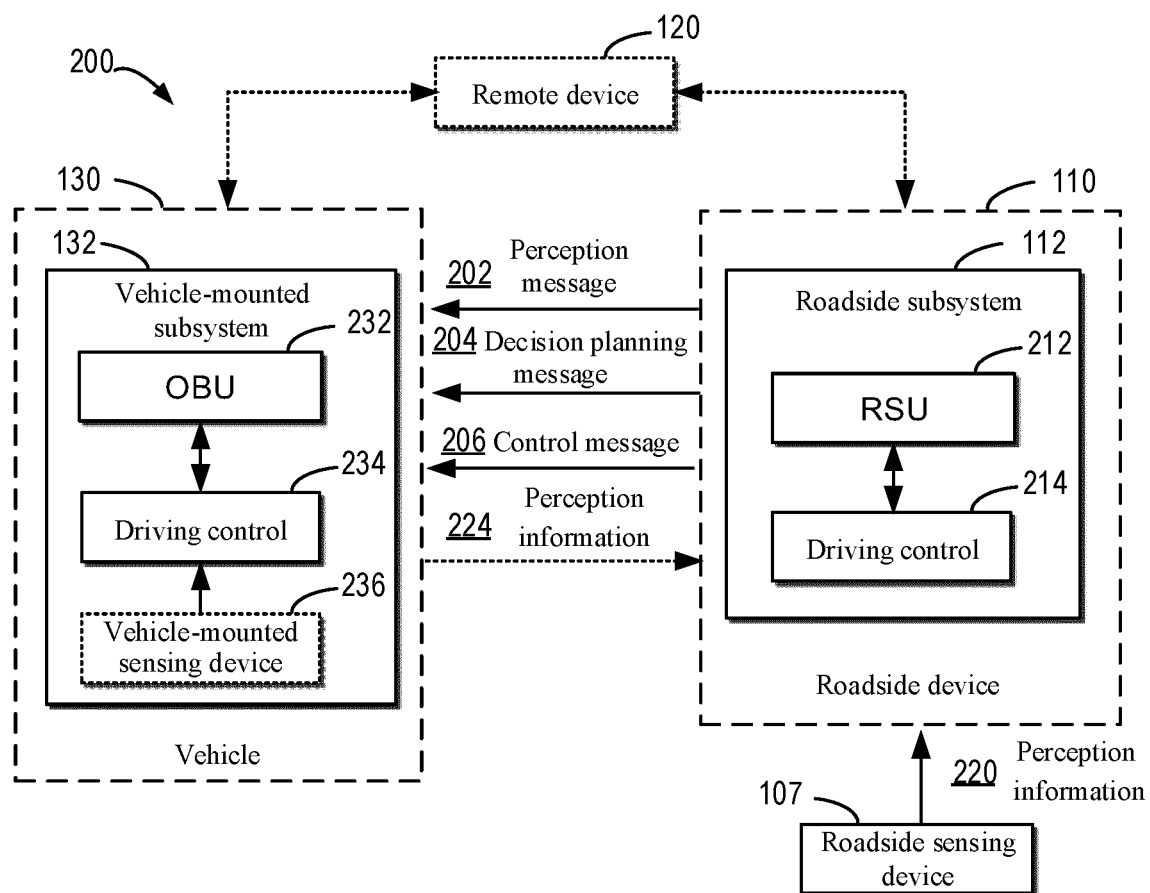 120
200
Remote device
130
110
132
112
Vehicle-mounted
subsystem
202 Perception
message
Roadside subsystem
232
OBU
204 Decision planning
message
212
RSU
206 Control message
234
Driving control
224 Perception
information
214
Driving control
236
Vehicle-mounted
sensing device
Roadside device
Vehicle
220 Perception
information
107
Roadside sensing
device